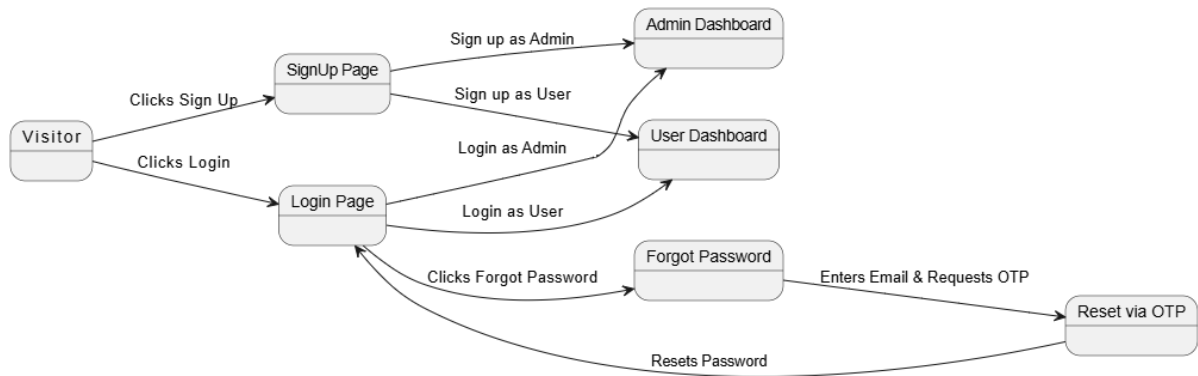 Admin Dashboard
Sign up as Admin
SignUp Page
Clicks Sign Up
Sign up as User
Visitor
User Dashboard
Login as Admin
Clicks Login
Login Page
Login as User
Forgot Password
Clicks Forgot Password
Enters Email & Requests OTP
Reset via OTP
Resets Password